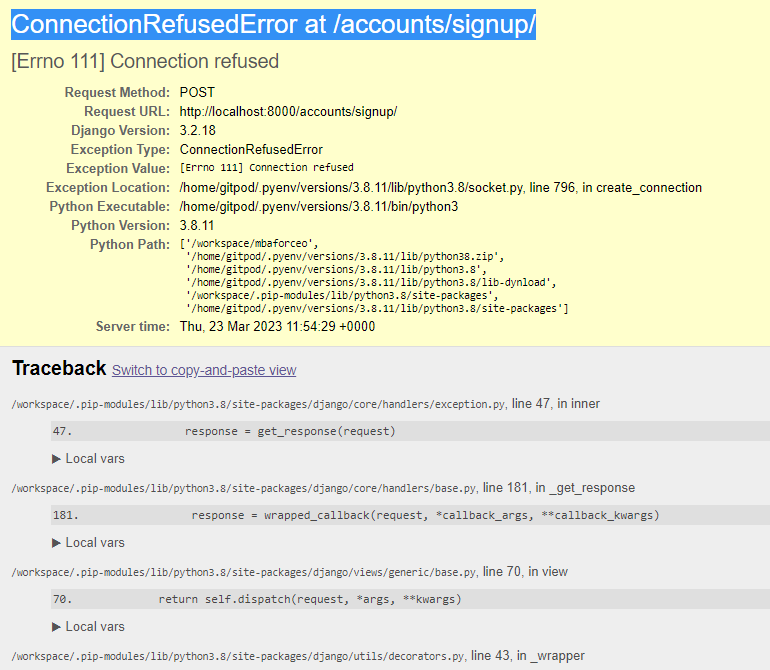 ConnectionRefusedError at /accounts/signup/
[Errno 111] Connection refused
Request Method: POST
Request URL: http://localhost:8000/accounts/signup/
Django Version: 3.2.18
Exception Type: ConnectionRefusedError
Exception Value: [Errno 111] Connection refused
Exception Location: /home/gitpod/.pyenv/versions/3.8.11/lib/python3.8/socket.py, line 796, in create_connection
Python Executable: /home/gitpod/.pyenv/versions/3.8.11/bin/python3
Python Version: 3.8.11
Python Path: ['/workspace/mbaforceo',
'/home/gitpod/.pyenv/versions/3.8.11/lib/python38.zip',
'/home/gitpod/.pyenv/versions/3.8.11/lib/python3.8',
'/home/gitpod/.pyenv/versions/3.8.11/lib/python3.8/lib-dynload',
'/workspace/.pip-modules/lib/python3.8/site-packages',
'/home/gitpod/.pyenv/versions/3.8.11/lib/python3.8/site-packages']
Server time: Thu, 23 Mar 2023 11:54:29 +0000
Traceback Switch to copy-and-paste view
/workspace/.pip-modules/lib/python3.8/site-packages/django/core/handlers/exception.py, line 47, in inner
47. response = get_response(request)
▶ Local vars
/workspace/.pip-modules/lib/python3.8/site-packages/django/core/handlers/base.py, line 181, in _get_response
181. response = wrapped_callback(request, *callback_args, **callback_kwargs)
▶ Local vars
/workspace/.pip-modules/lib/python3.8/site-packages/django/views/generic/base.py, line 70, in view
70. return self.dispatch(request, *args, **kwargs)
▶ Local vars
/workspace/.pip-modules/lib/python3.8/site-packages/django/utils/decorators.py, line 43, in _wrapper